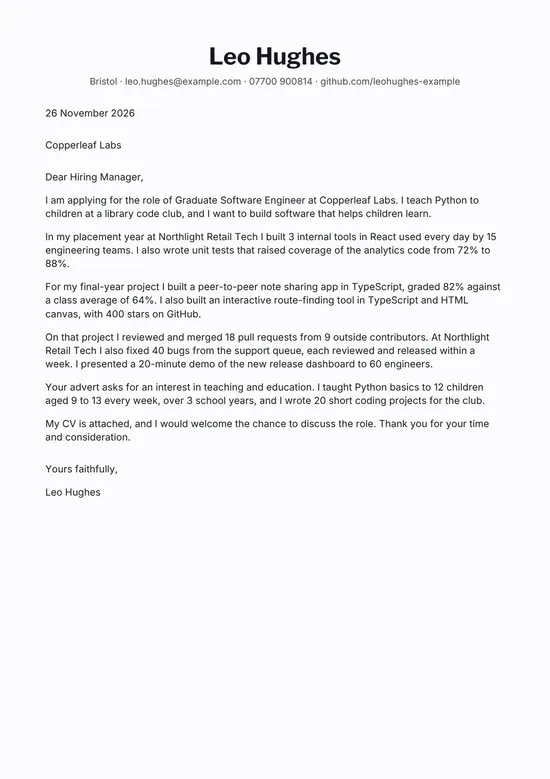 Leo Hughes
Bristol · leo.hughes@example.com · 07700 900814 · github.com/leohughes-example
26 November 2026
Copperleaf Labs
Dear Hiring Manager,
I am applying for the role of Graduate Software Engineer at Copperleaf Labs. I teach Python to
children at a library code club, and I want to build software that helps children learn.
In my placement year at Northlight Retail Tech I built 3 internal tools in React used every day by 15
engineering teams. I also wrote unit tests that raised coverage of the analytics code from 72% to
88%.
For my final-year project I built a peer-to-peer note sharing app in TypeScript, graded 82% against
a class average of 64%. I also built an interactive route-finding tool in TypeScript and HTML
canvas, with 400 stars on GitHub.
On that project I reviewed and merged 18 pull requests from 9 outside contributors. At Northlight
Retail Tech I also fixed 40 bugs from the support queue, each reviewed and released within a
week. I presented a 20-minute demo of the new release dashboard to 60 engineers.
Your advert asks for an interest in teaching and education. I taught Python basics to 12 children
aged 9 to 13 every week, over 3 school years, and I wrote 20 short coding projects for the club.
My CV is attached, and I would welcome the chance to discuss the role. Thank you for your time
and consideration.
Yours faithfully,
Leo Hughes